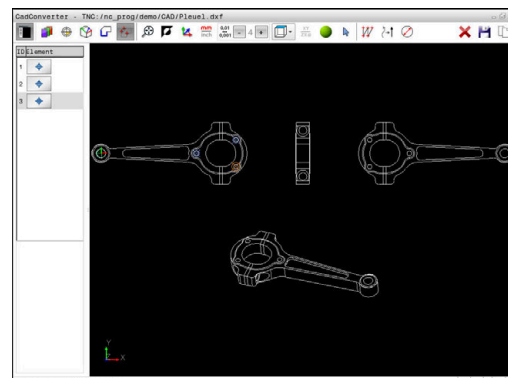 CadConverter - TNC:/nc_prog/demo/CAD/Pleuel.dxf
mm
inch
0.01
0.001
4
ID Element
1
2
3
Y
X